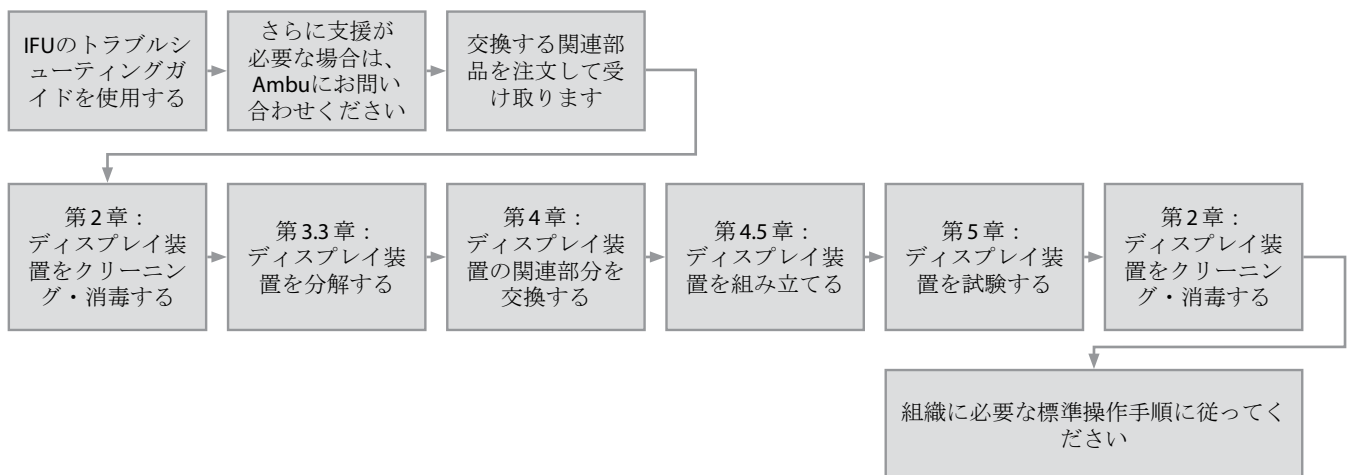 IFUのトラブルシ
ューティングガ
イドを使用する
さらに支援が
必要な場合は、
Ambuにお問い
合わせください
交換する関連部
品を注文して受
け取ります
第2章：
ディスプレイ装
置をクリーニン
グ・消毒する
第3.3章：
ディスプレイ装
置を分解する
第4章：
ディスプレイ装
置の関連部分を
交換する
第4.5章：
ディスプレイ装
置を組み立てる
第5章：
ディスプレイ装
置を試験する
第2章：
ディスプレイ装
置をクリーニン
グ・消毒する
組織に必要な標準操作手順に従ってく
ださい